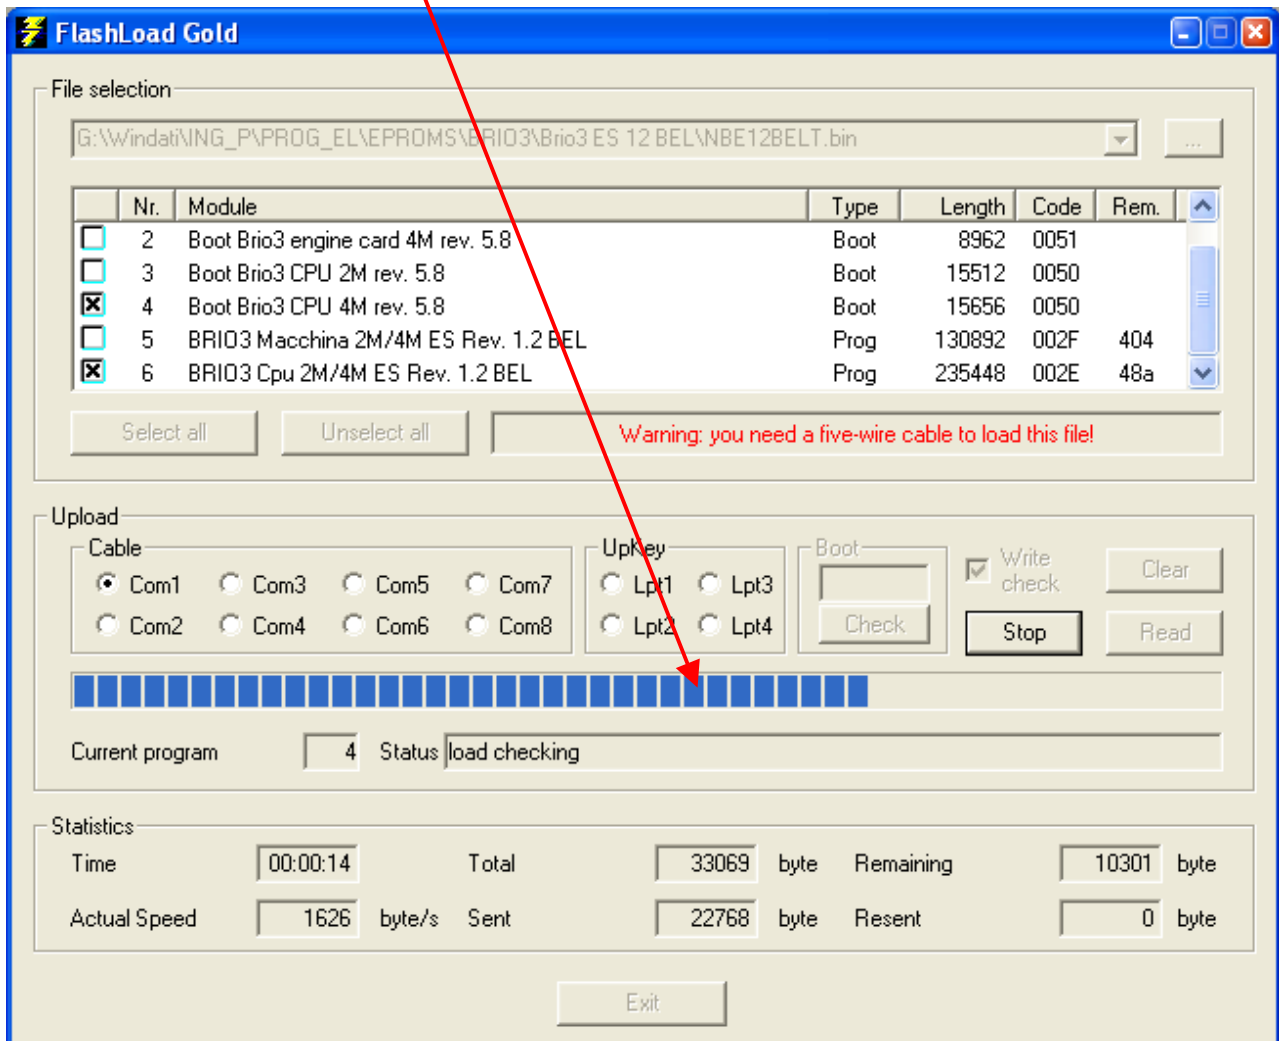 FlashLoad Gold
File selection
G:\Windati\ING_P\PROG_EL\EPROMS\BRIO3\Brio3 ES 12 BEL\NBE12BELT.bin ...
Nr. Module Type Length Code Rem.
2 Boot Brio3 engine card 4M rev. 5.8 Boot 8962 0051
3 Boot Brio3 CPU 2M rev. 5.8 Boot 15512 0050
4 Boot Brio3 CPU 4M rev. 5.8 Boot 15656 0050
5 BRIO3 Macchina 2M/4M ES Rev. 1.2 BEL Prog 130892 002F 404
6 BRIO3 Cpu 2M/4M ES Rev. 1.2 BEL Prog 235448 002E 48a
Select all Unselect all Warning: you need a five-wire cable to load this file!
Upload
Cable UpKey Boot
Com1 Com3 Com5 Com7 Lpt1 Lpt3 Write check Clear
Com2 Com4 Com6 Com8 Lpt2 Lpt4 Check Stop Read
Current program 4 Status load checking
Statistics
Time 00:00:14 Total 33069 byte Remaining 10301 byte
Actual Speed 1626 byte/s Sent 22768 byte Resent 0 byte
Exit